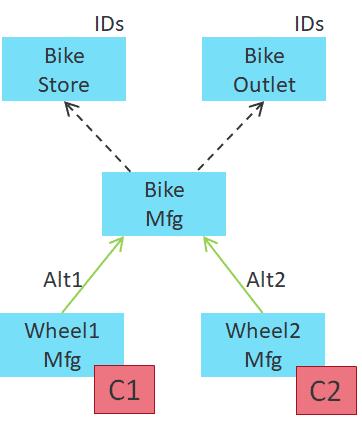 IDs
IDs
Bike
Store
Bike
Outlet
Bike
Mfg
Alt1
Alt2
Wheel1
Mfg
C1
Wheel2
Mfg
C2